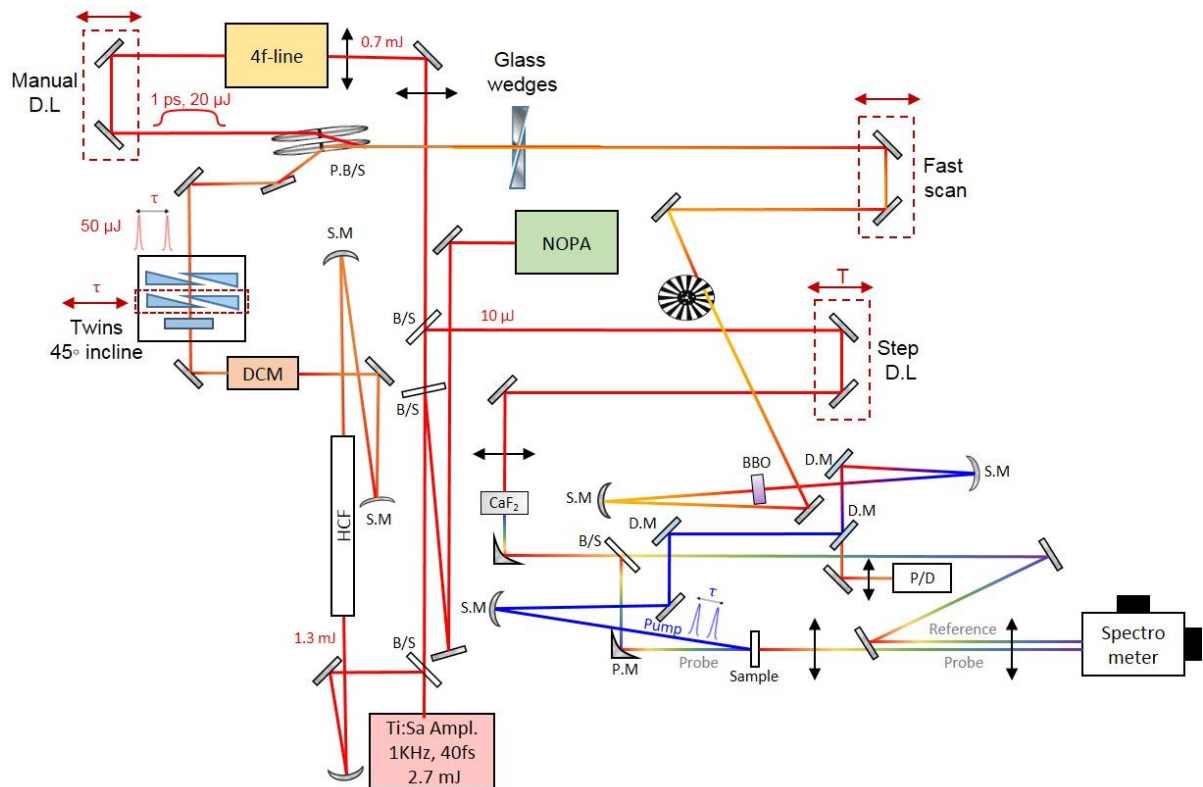 4f-line
0.7 mJ
Manual
D.L
1 ps, 20 μJ
Glass
wedges
P.B/S
Fast
scan
τ
50 μJ
S.M
NOPA
τ
Twins
45◦ incline
B/S
10 μJ
T
Step
D.L
DCM
B/S
S.M
HCF
CaF₂
BBO
D.M
S.M
S.M
D.M
D.M
B/S
P/D
S.M
τ
Pump
1.3 mJ
B/S
P.M
Probe
Sample
Reference
Probe
Spectro
meter
Ti:Sa Ampl.
1KHz, 40fs
2.7 mJ